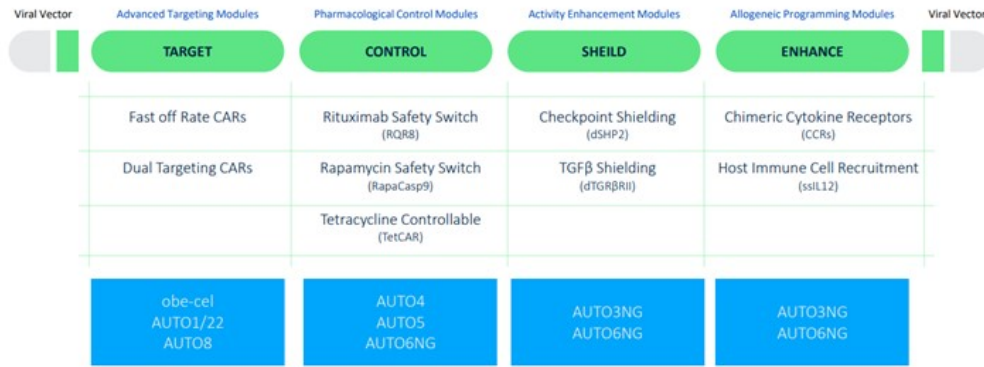 Viral Vector
Advanced Targeting Modules
Pharmacological Control Modules
Activity Enhancement Modules
Allogeneic Programming Modules
Viral Vector
TARGET
CONTROL
SHEILD
ENHANCE
Fast off Rate CARs
Rituximab Safety Switch
(RQR8)
Checkpoint Shielding
(dSHP2)
Chimeric Cytokine Receptors
(CCRs)
Dual Targeting CARs
Rapamycin Safety Switch
(RapaCasp9)
TGFβ Shielding
(dTGRβRII)
Host Immune Cell Recruitment
(ssIL12)
Tetracycline Controllable
(TetCAR)
obe-cel
AUTO1/22
AUTO8
AUTO4
AUTO5
AUTO6NG
AUTO3NG
AUTO6NG
AUTO3NG
AUTO6NG